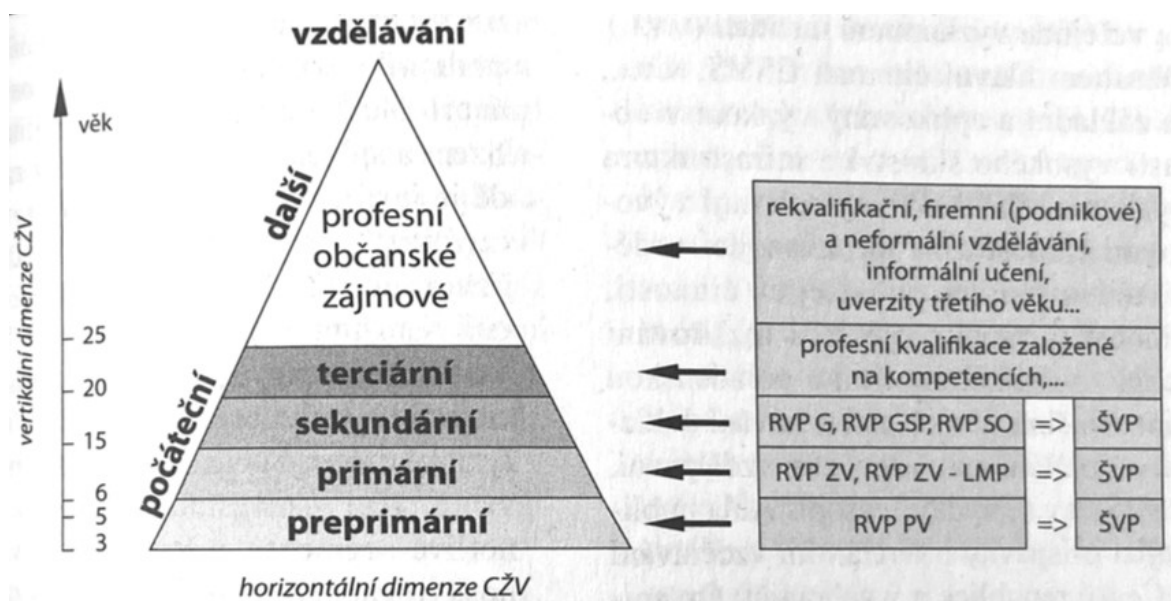 vzdělávání
věk
další
profesní
občanské
zájmové
počáteční
terciární
sekundární
primární
preprimární
vertikální dimenze CŽV
25
20
15
6
5
3
horizontální dimenze CŽV
rekvalifikační, firemní (podnikové)
a neformální vzdělávání,
informální učení,
uverzity třetího věku...
profesní kvalifikace založené
na kompetencích,...
RVP G, RVP GSP, RVP SO => ŠVP
RVP ZV, RVP ZV - LMP => ŠVP
RVP PV => ŠVP